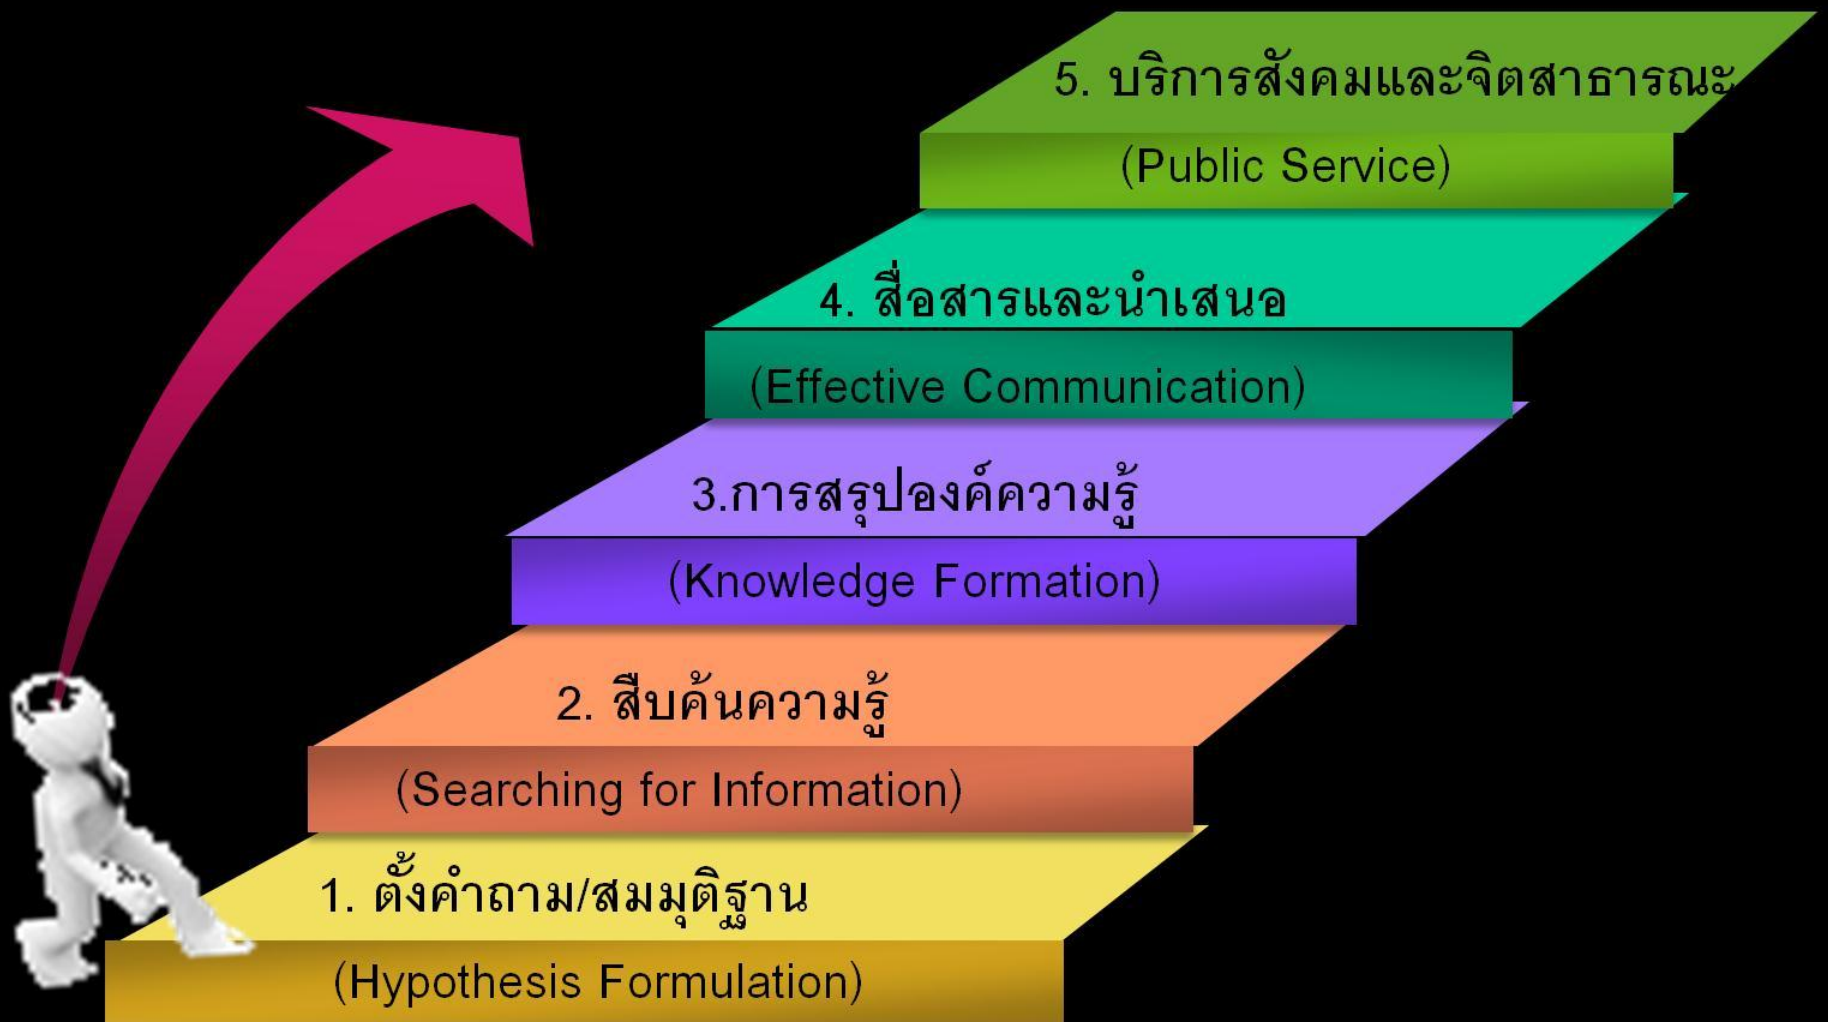 5. บริการสังคมและจิตสาธารณะ
(Public Service)
4. สื่อสารและนำเสนอ
(Effective Communication)
3.การสรุปองค์ความรู้
(Knowledge Formation)
2. สืบค้นความรู้
(Searching for Information)
1. ตั้งคำถาม/สมมุติฐาน
(Hypothesis Formulation)